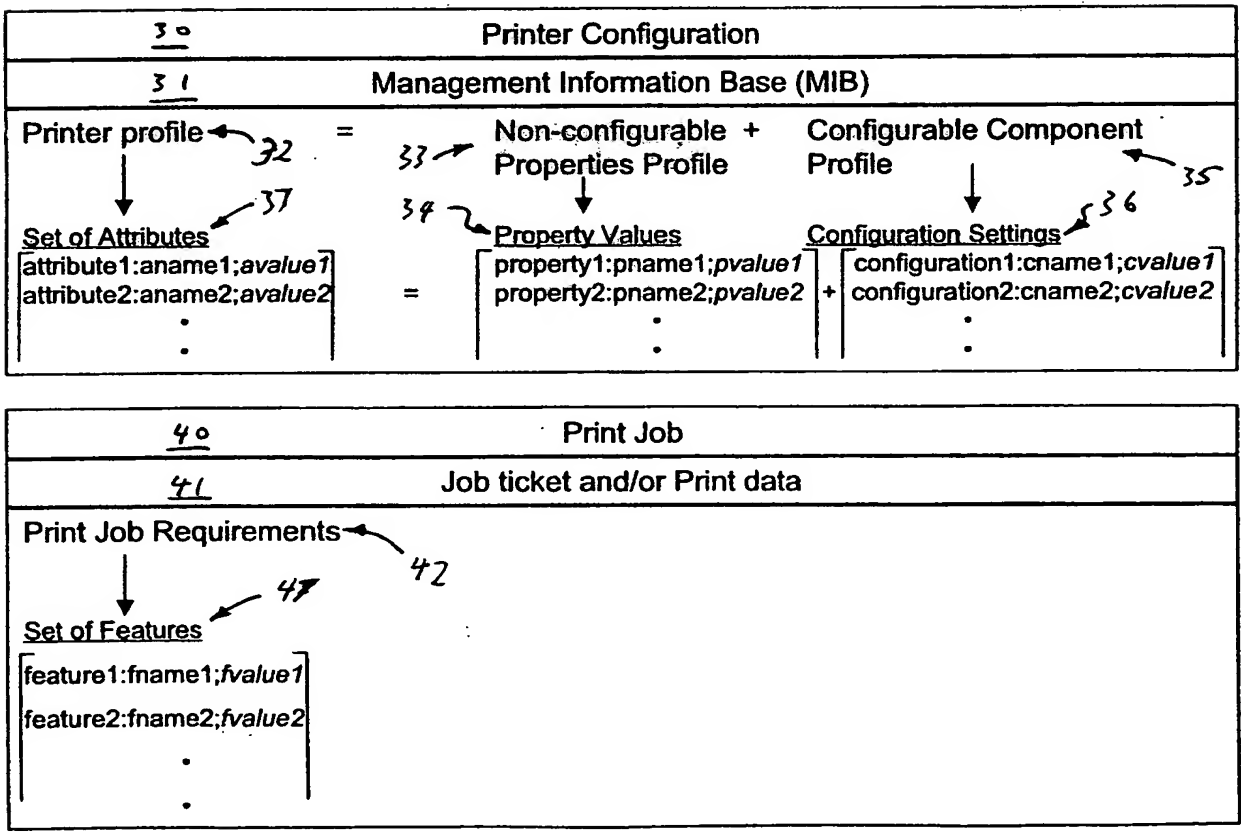 30 Printer Configuration
31 Management Information Base (MIB)
Printer profile 32 = 33 Non-configurable + Configurable Component 35
Properties Profile Profile
37 34 36
Set of Attributes Property Values Configuration Settings
attribute1:aname1;avalue1 property1:pname1;pvalue1 configuration1:cname1;cvalue1
attribute2:aname2;avalue2 = property2:pname2;pvalue2 + configuration2:cname2;cvalue2
40 Print Job
41 Job ticket and/or Print data
Print Job Requirements 42
47
Set of Features
feature1:fname1;fvalue1
feature2:fname2;fvalue2